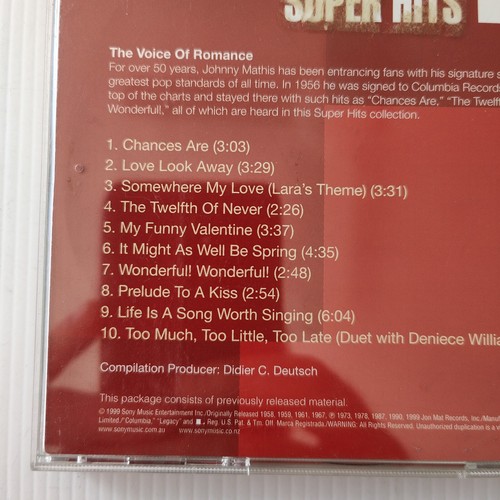 SUPER HITS
The Voice Of Romance
For over 50 years, Johnny Mathis has been entrancing fans with his signature
greatest pop standards of all time. In 1956 he was signed to Columbia Records
top of the charts and stayed there with such hits as "Chances Are," "The Twelf
Wonderful!," all of which are heard in this Super Hits collection.
1. Chances Are (3:03)
2. Love Look Away (3:29)
3. Somewhere My Love (Lara's Theme) (3:31)
4. The Twelfth Of Never (2:26)
5. My Funny Valentine (3:37)
6. It Might As Well Be Spring (4:35)
7. Wonderful! Wonderful! (2:48)
8. Prelude To A Kiss (2:54)
9. Life Is A Song Worth Singing (6:04)
10. Too Much, Too Little, Too Late (Duet with Deniece Willia
Compilation Producer: Didier C. Deutsch
This package consists of previously released material.
© 1999 Sony Music Entertainment Inc./Originally Released 1958, 1959, 1961, 1967, ℗ 1973, 1978, 1987, 1990, 1999 Jon Mat Records, Inc./Manu
Limited./"Columbia," "Legacy" and Reg. U.S. Pat. & Tm. Off. Marca Registrada./WARNING: All Rights Reserved. Unauthorized duplication is a vi
www.sonymusic.com.au www.sonymusic.co.nz